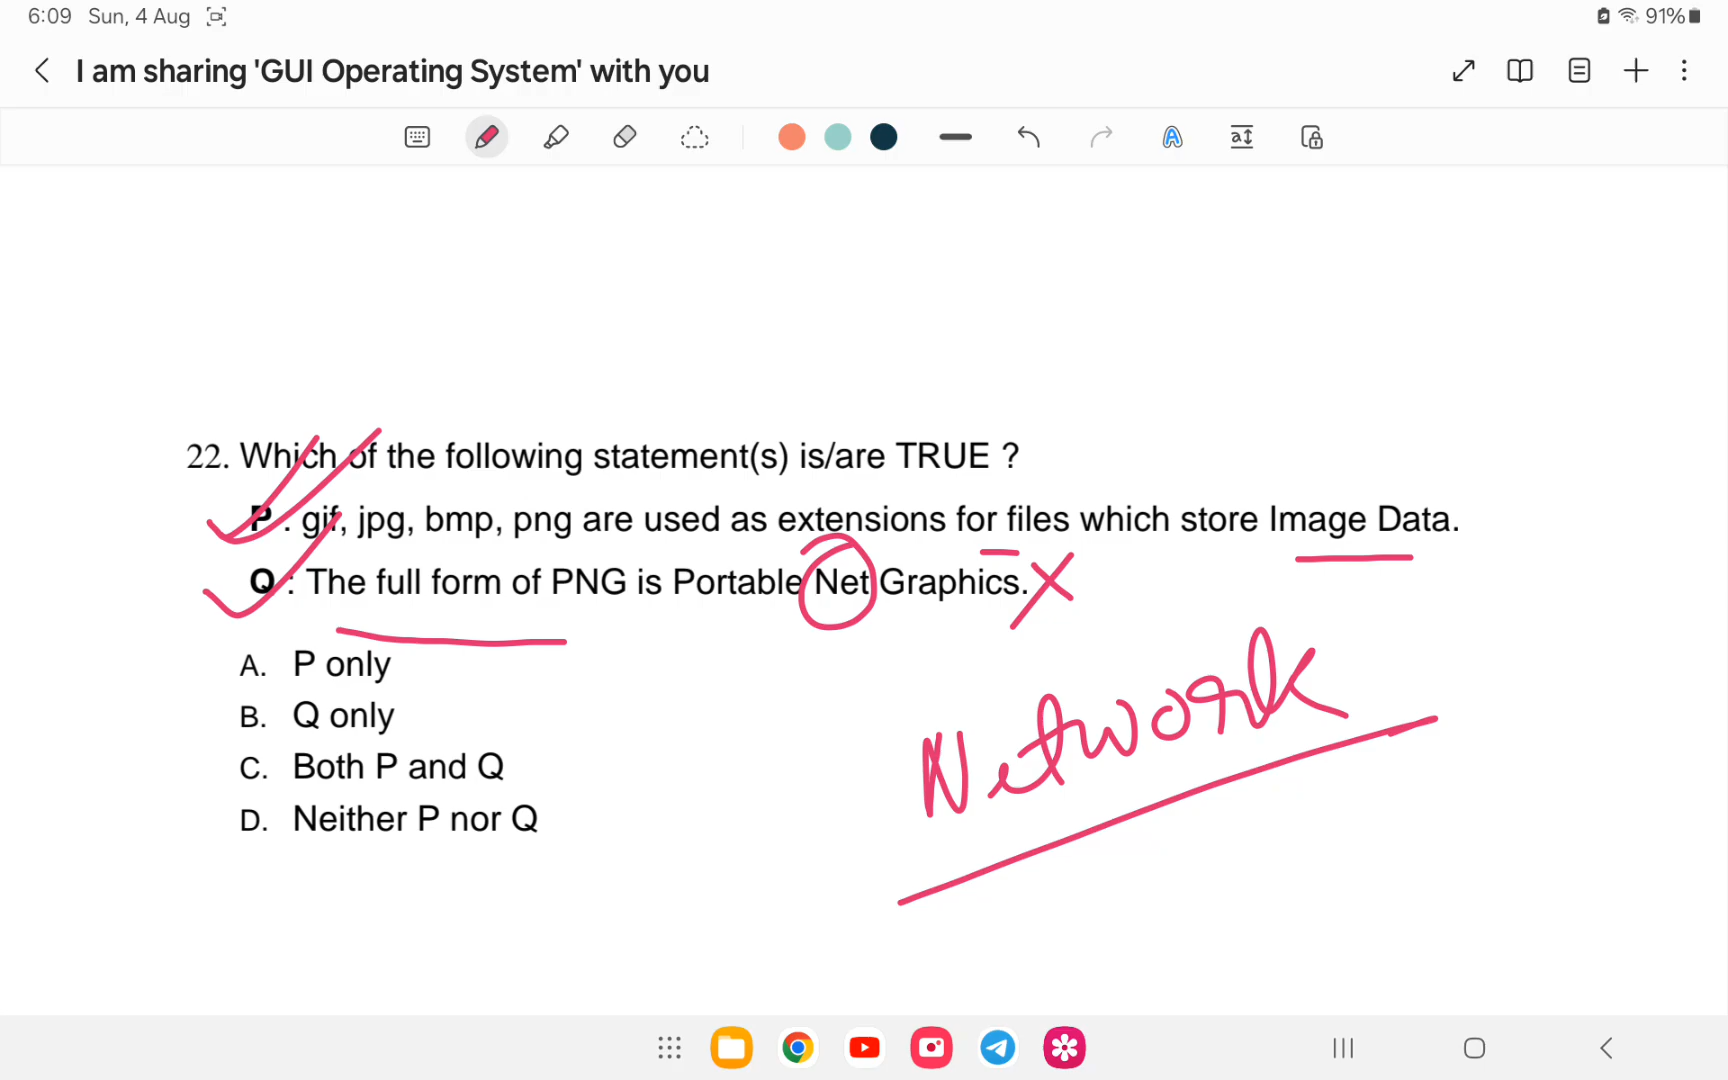 6:09 Sun, 4 Aug 91%
I am sharing 'GUI Operating System' with you
22. Which of the following statement(s) is/are TRUE ?
P : gif, jpg, bmp, png are used as extensions for files which store Image Data.
Q : The full form of PNG is Portable Net Graphics.
Network
A. P only
B. Q only
C. Both P and Q
D. Neither P nor Q